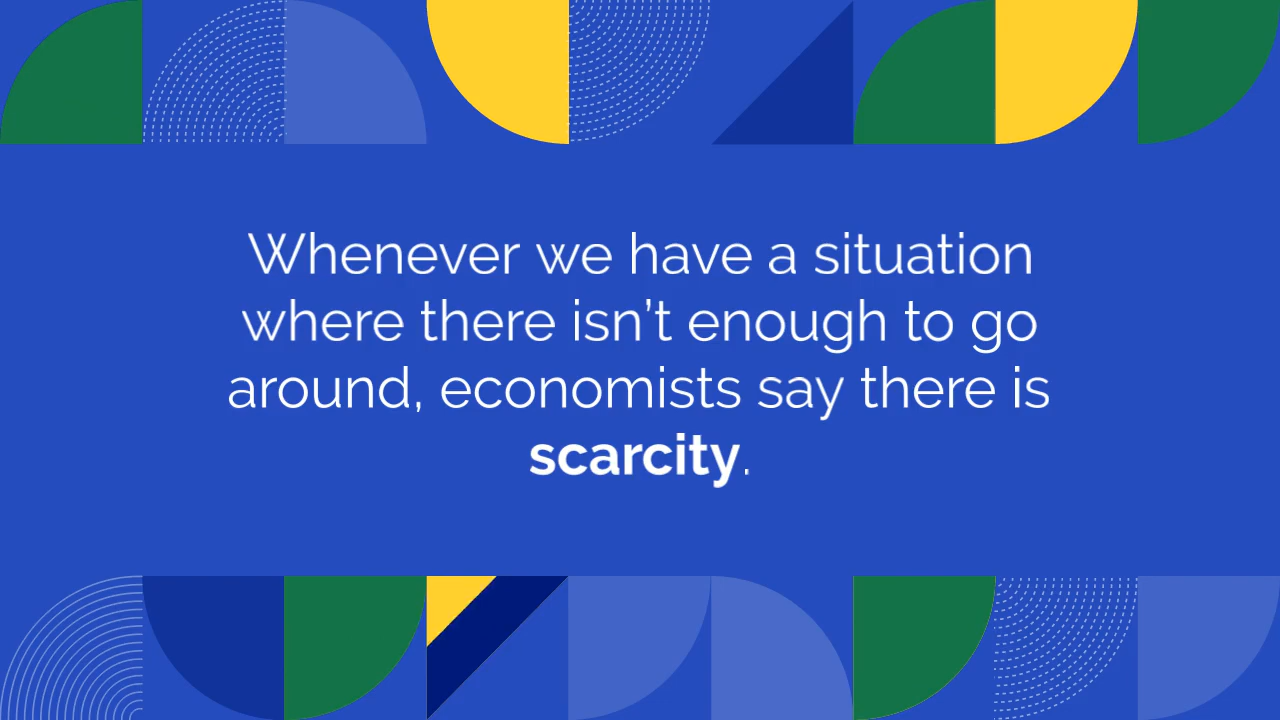 Whenever we have a situation
where there isn’t enough to go
around, economists say there is
scarcity.